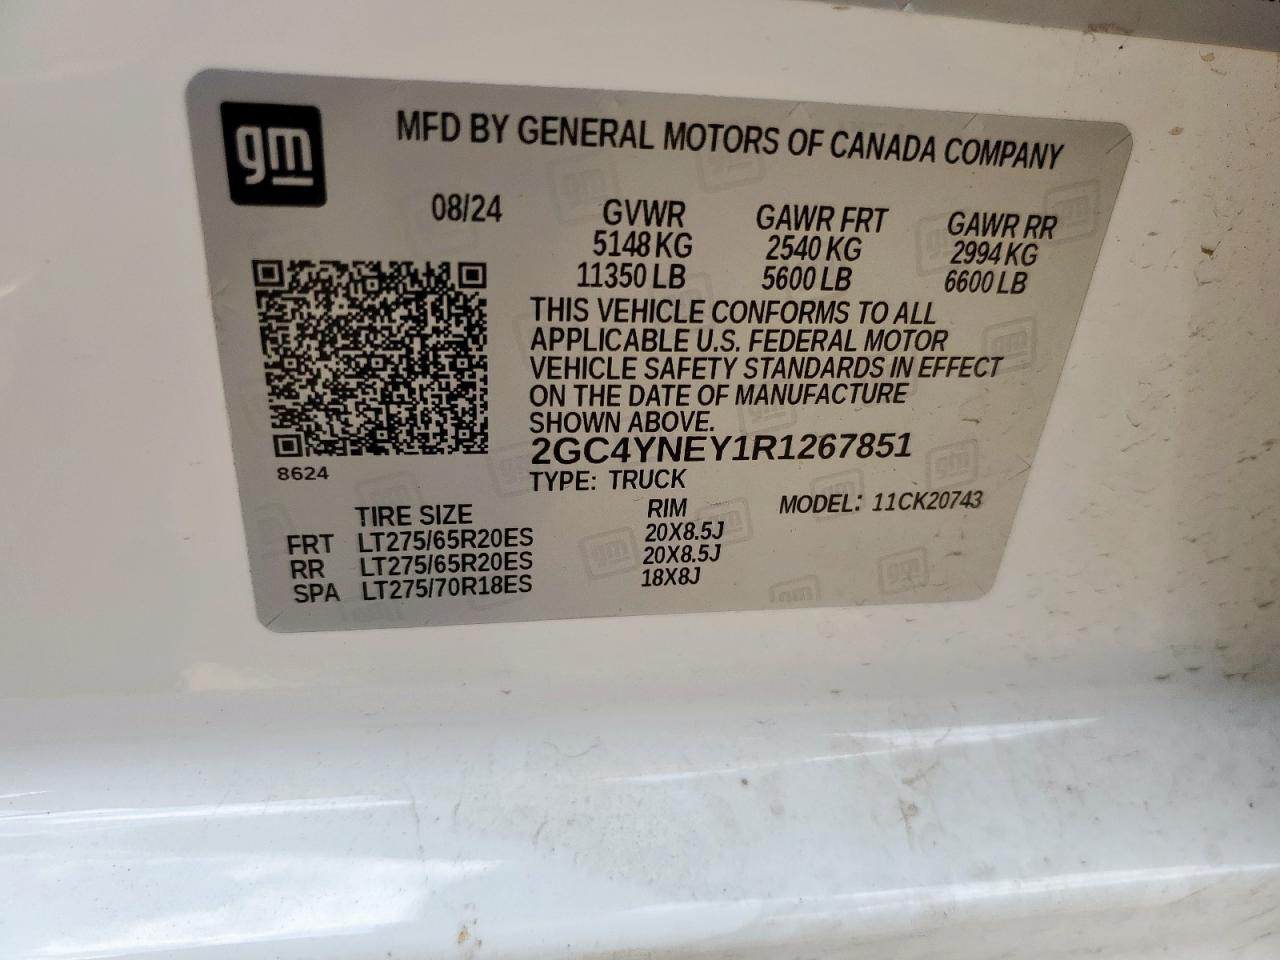 gm
MFD BY GENERAL MOTORS OF CANADA COMPANY
08/24 GVWR GAWR FRT GAWR RR
5148 KG 2540 KG 2994 KG
11350 LB 5600 LB 6600 LB
THIS VEHICLE CONFORMS TO ALL
APPLICABLE U.S. FEDERAL MOTOR
VEHICLE SAFETY STANDARDS IN EFFECT
ON THE DATE OF MANUFACTURE
SHOWN ABOVE.
2GC4YNEY1R1267851
8624
TYPE: TRUCK
TIRE SIZE RIM MODEL: 11CK20743
FRT LT275/65R20ES 20X8.5J
RR LT275/65R20ES 20X8.5J
SPA LT275/70R18ES 18X8J